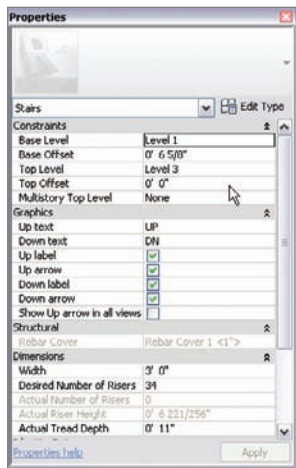 Properties
Stairs Edit Type
Constraints
Base Level Level 1
Base Offset 0' 6 5/8"
Top Level Level 3
Top Offset 0' 0"
Multistory Top Level None
Graphics
Up text UP
Down text DN
Up label
Up arrow
Down label
Down arrow
Show Up arrow in all views
Structural
Rebar Cover Rebar Cover 1 <1">
Dimensions
Width 3' 0"
Desired Number of Risers 34
Actual Number of Risers 0
Actual Riser Height 0' 6 221/256"
Actual Tread Depth 0' 11"
Properties help Apply